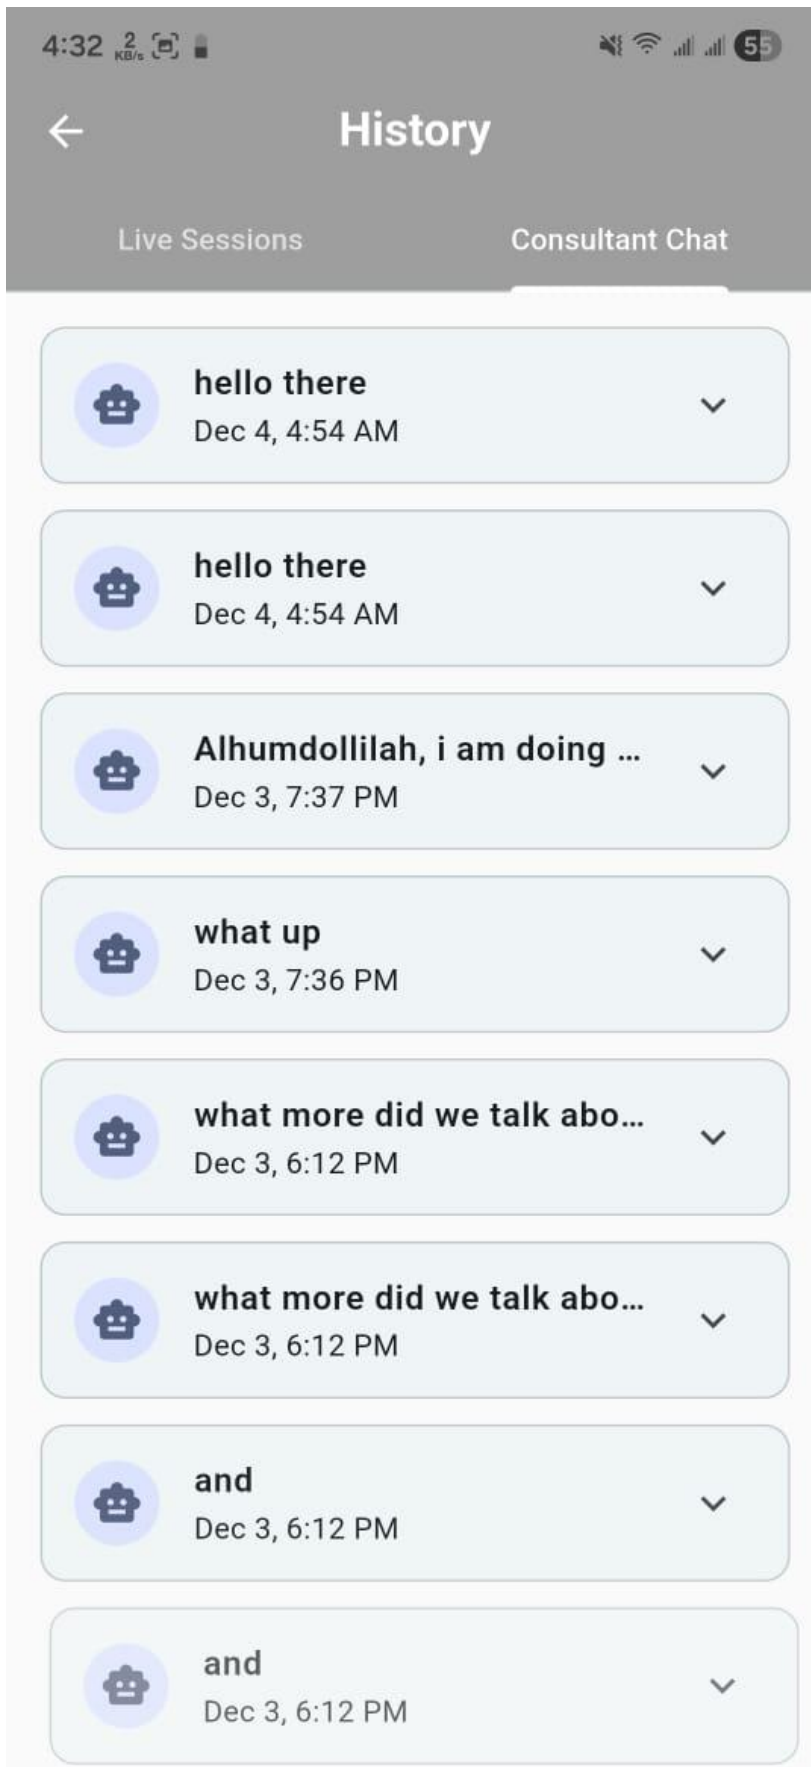 4:32 2 KB/s 55
History
Live Sessions Consultant Chat
hello there
Dec 4, 4:54 AM
hello there
Dec 4, 4:54 AM
Alhumdollilah, i am doing ...
Dec 3, 7:37 PM
what up
Dec 3, 7:36 PM
what more did we talk abo...
Dec 3, 6:12 PM
what more did we talk abo...
Dec 3, 6:12 PM
and
Dec 3, 6:12 PM
and
Dec 3, 6:12 PM